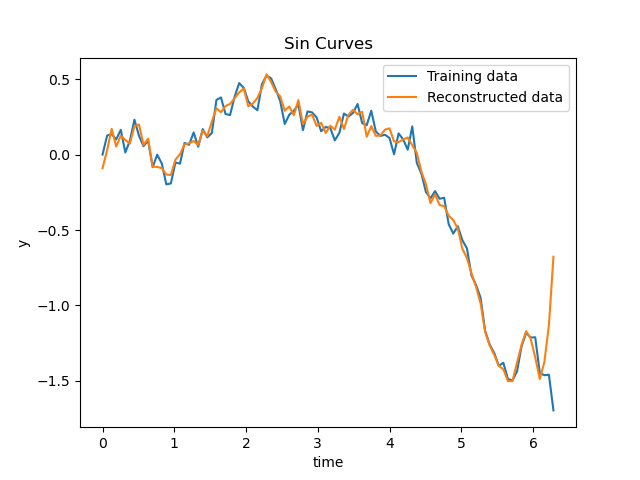 Sin Curves
Training data
Reconstructed data
0.5
0.0
−0.5
−1.0
−1.5
y
0 1 2 3 4 5 6
time